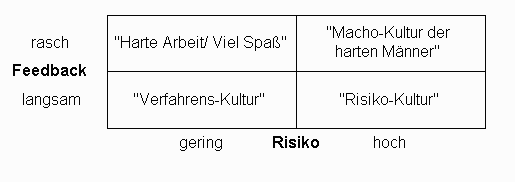 "Macho-Kultur der
rasch "Harte Arbeit/ Viel Spaß" harten Männer"
Feedback
langsam "Verfahrens-Kultur" "Risiko-Kultur"
gering Risiko hoch